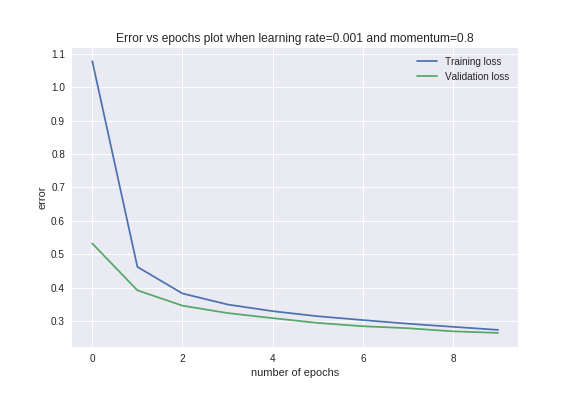 Error vs epochs plot when learning rate=0.001 and momentum=0.8
Training loss
Validation loss
1.1
1.0
0.9
0.8
0.7
0.6
0.5
0.4
0.3
error
0 2 4 6 8
number of epochs